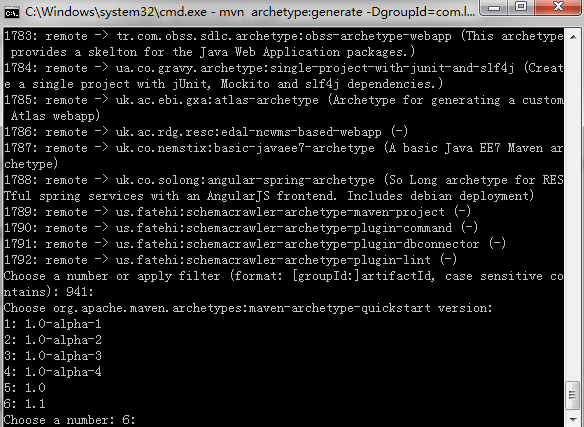 C:\Windows\system32\cmd.exe - mvn  archetype:generate -DgroupId=com.l...
1783: remote -> tr.com.obss.sdlc.archetype:obss-archetype-webapp (This archetype
 provides a skelton for the Java Web Application packages.)
1784: remote -> ua.co.gravy.archetype:single-project-with-junit-and-slf4j (Creat
e a single project with jUnit, Mockito and slf4j dependencies.)
1785: remote -> uk.ac.ebi.gxa:atlas-archetype (Archetype for generating a custom
 Atlas webapp)
1786: remote -> uk.ac.rdg.resc:edal-ncwms-based-webapp (-)
1787: remote -> uk.co.nemstix:basic-javaee7-archetype (A basic Java EE7 Maven ar
chetype)
1788: remote -> uk.co.solong:angular-spring-archetype (So Long archetype for RES
Tful spring services with an AngularJS frontend. Includes debian deployment)
1789: remote -> us.fatehi:schemacrawler-archetype-maven-project (-)
1790: remote -> us.fatehi:schemacrawler-archetype-plugin-command (-)
1791: remote -> us.fatehi:schemacrawler-archetype-plugin-dbconnector (-)
1792: remote -> us.fatehi:schemacrawler-archetype-plugin-lint (-)
Choose a number or apply filter (format: [groupId:]artifactId, case sensitive co
ntains): 941:
Choose org.apache.maven.archetypes:maven-archetype-quickstart version:
1: 1.0-alpha-1
2: 1.0-alpha-2
3: 1.0-alpha-3
4: 1.0-alpha-4
5: 1.0
6: 1.1
Choose a number: 6: